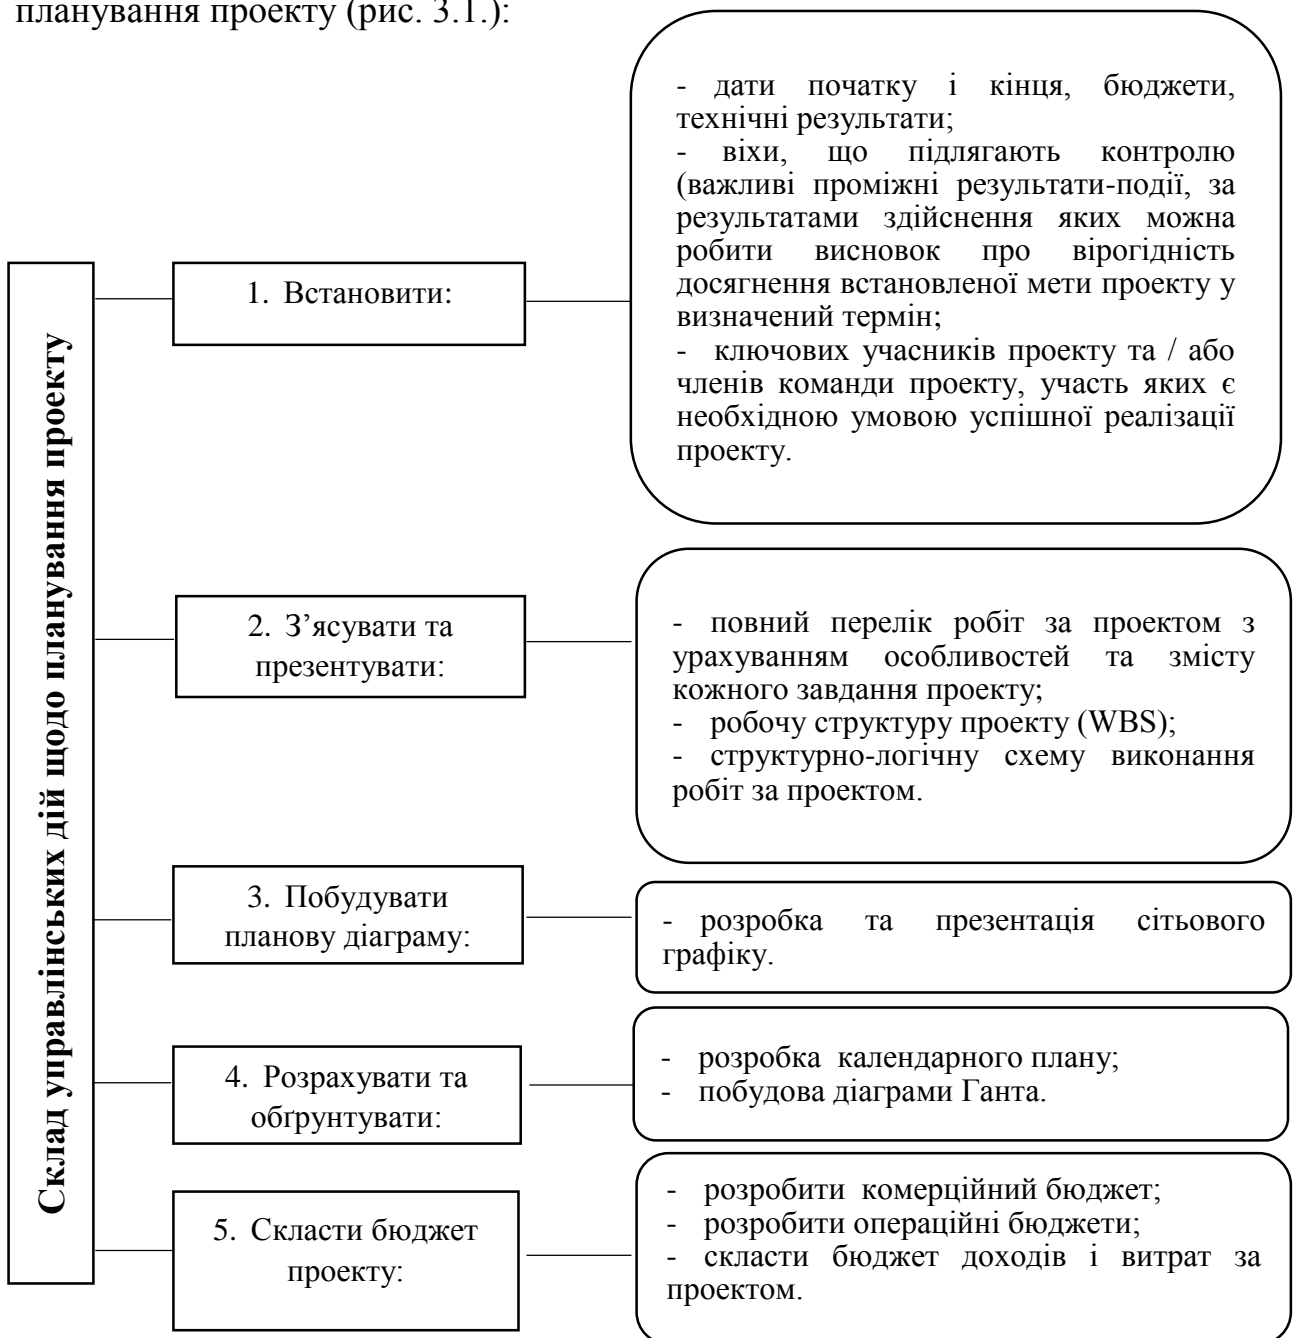 планування проекту (рис. 3.1.):
Склад управлінських дій щодо планування проекту
1. Встановити:
- дати початку і кінця, бюджети,
технічні результати;
- віхи, що підлягають контролю
(важливі проміжні результати-події, за
результатами здійснення яких можна
робити висновок про вірогідність
досягнення встановленої мети проекту у
визначений термін;
- ключових учасників проекту та / або
членів команди проекту, участь яких є
необхідною умовою успішної реалізації
проекту.
2. З’ясувати та
презентувати:
- повний перелік робіт за проектом з
урахуванням особливостей та змісту
кожного завдання проекту;
- робочу структуру проекту (WBS);
- структурно-логічну схему виконання
робіт за проектом.
3. Побудувати
планову діаграму:
- розробка та презентація сітьового
графіку.
4. Розрахувати та
обґрунтувати:
- розробка календарного плану;
- побудова діаграми Ганта.
5. Скласти бюджет
проекту:
- розробити комерційний бюджет;
- розробити операційні бюджети;
- скласти бюджет доходів і витрат за
проектом.